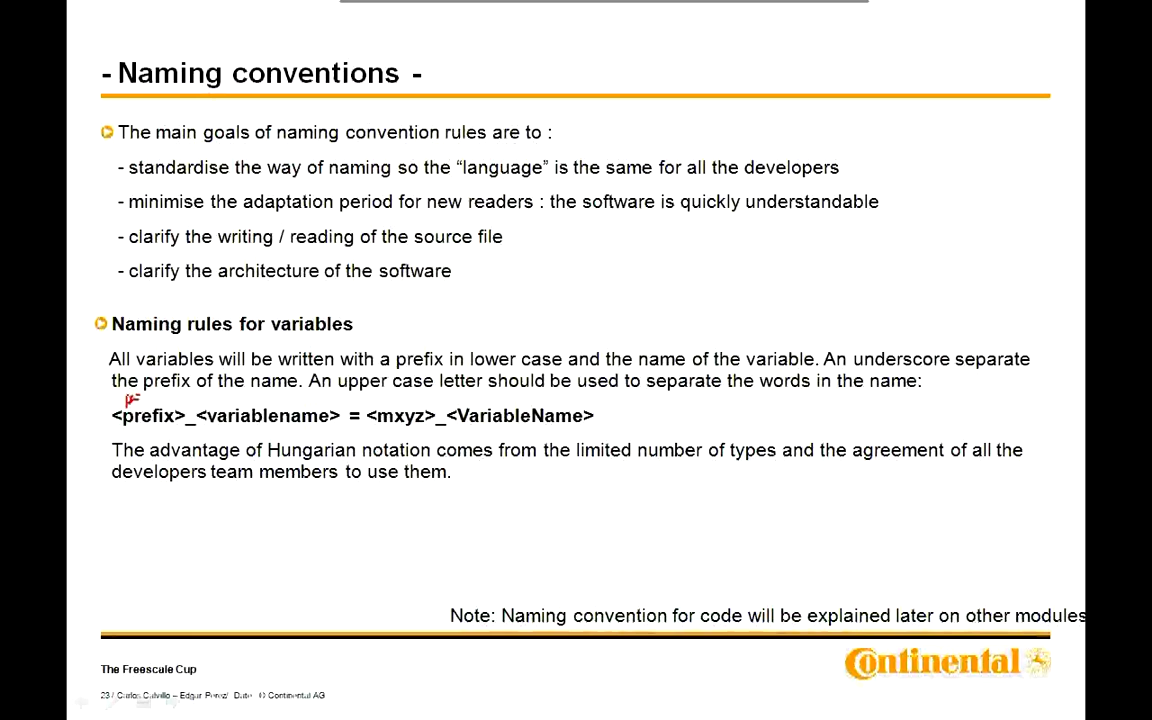 - Naming conventions -
The main goals of naming convention rules are to :
- standardise the way of naming so the “language” is the same for all the developers
- minimise the adaptation period for new readers : the software is quickly understandable
- clarify the writing / reading of the source file
- clarify the architecture of the software
Naming rules for variables
All variables will be written with a prefix in lower case and the name of the variable. An underscore separate
the prefix of the name. An upper case letter should be used to separate the words in the name:
<prefix>_<variablename> = <mxyz>_<VariableName>
The advantage of Hungarian notation comes from the limited number of types and the agreement of all the
developers team members to use them.
Note: Naming convention for code will be explained later on other modules
The Freescale Cup
Continental
23 / Carlos Calvillo – Edgar Perez/ © Continental AG